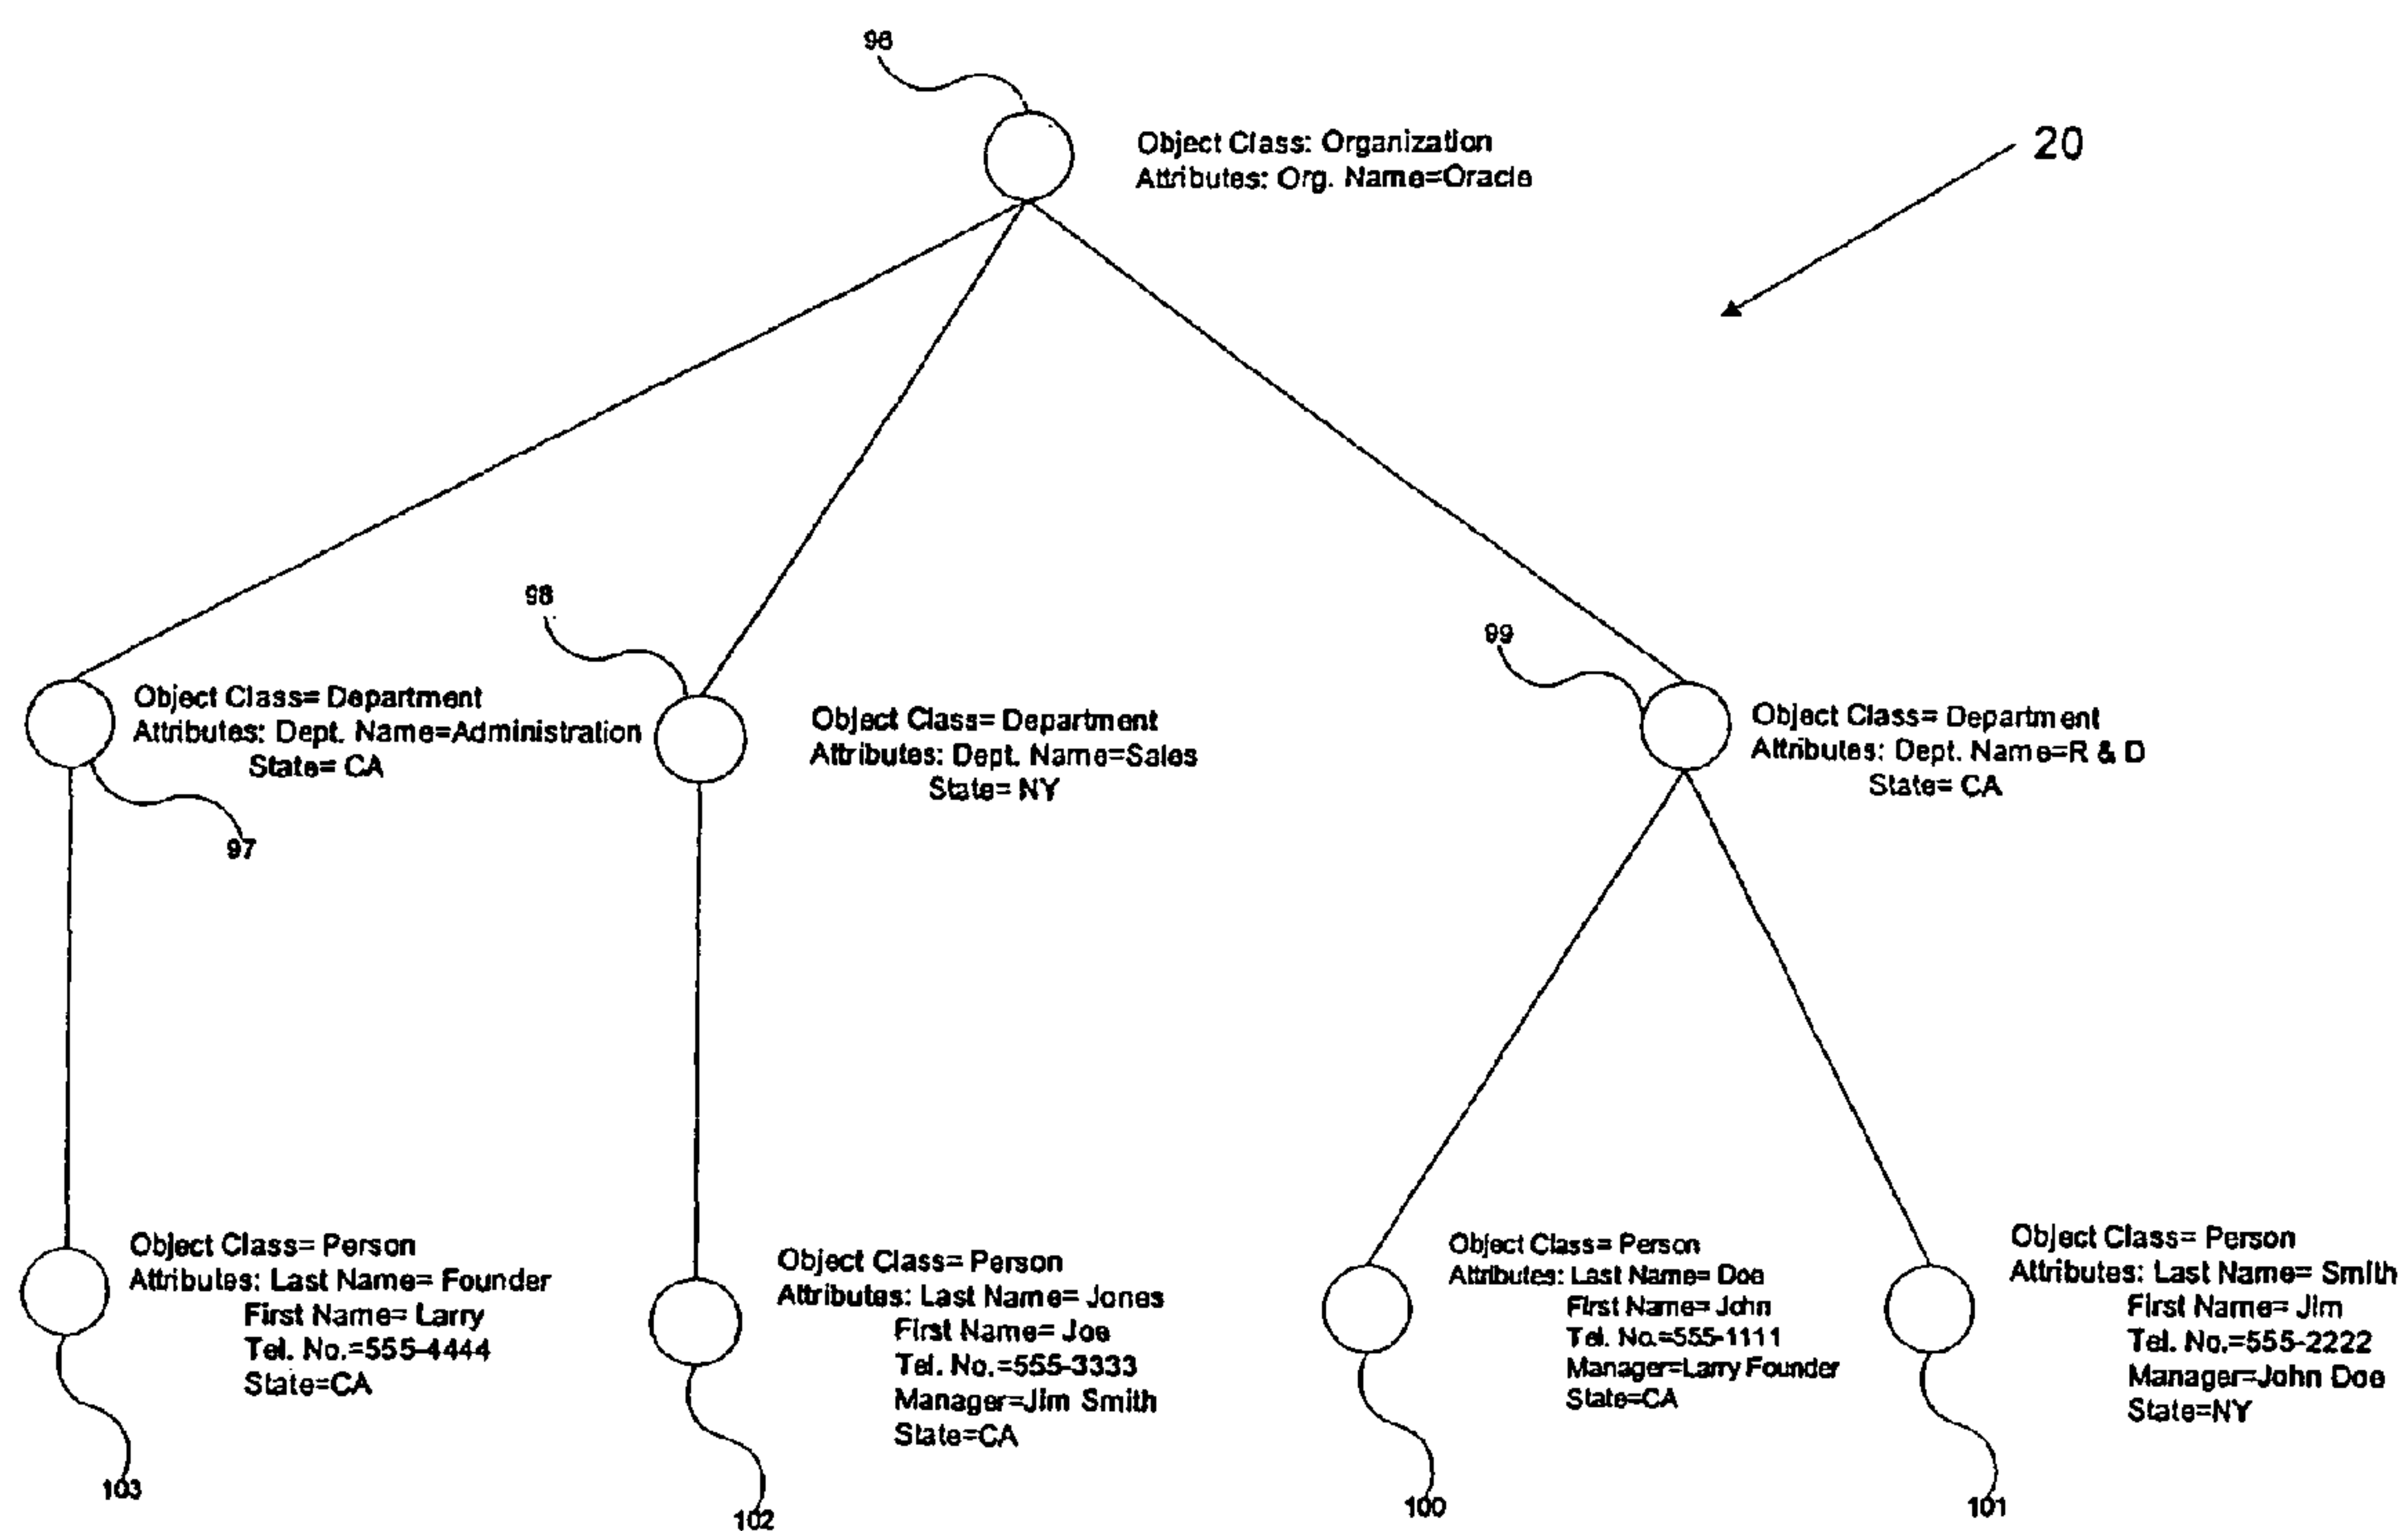 96
Object Class: Organization
Attributes: Org. Name=Oracle
20
98
99
Object Class= Department
Attributes: Dept. Name=Administration
State= CA
97
Object Class= Department
Attributes: Dept. Name=Sales
State= NY
Object Class= Department
Attributes: Dept. Name=R & D
State= CA
Object Class= Person
Attributes: Last Name= Founder
First Name= Larry
Tel. No.=555-4444
State=CA
103
Object Class= Person
Attributes: Last Name= Jones
First Name= Joe
Tel. No.=555-3333
Manager=Jim Smith
State=CA
102
Object Class= Person
Attributes: Last Name= Doe
First Name= John
Tel. No.=555-1111
Manager=Larry Founder
State=CA
100
Object Class= Person
Attributes: Last Name= Smith
First Name= Jim
Tel. No.=555-2222
Manager=John Doe
State=NY
101